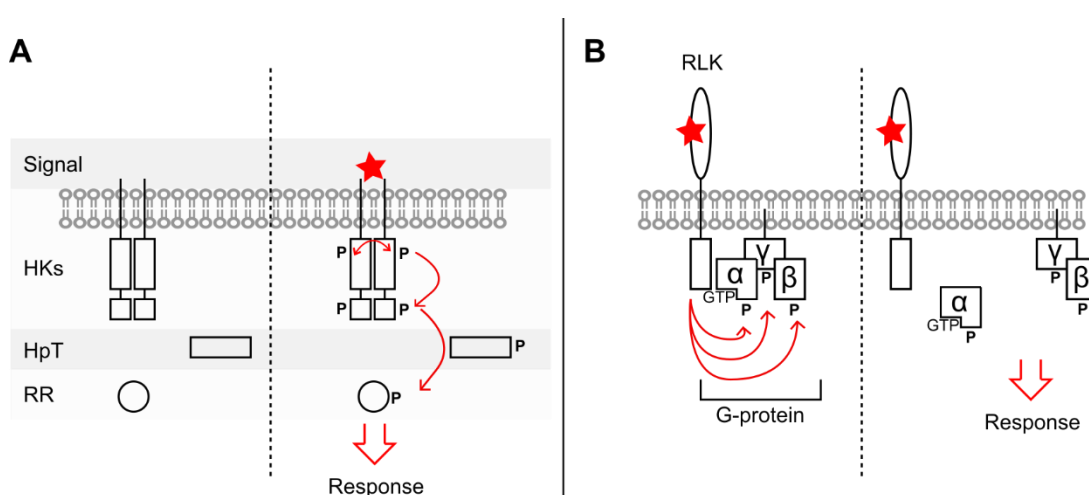 A
Signal
HKs
P
P
P
P
HpT
P
RR
P
Response
B
RLK
γ
α
β
P
GTP
P
P
G-protein
γ
β
P
P
α
GTP
P
Response